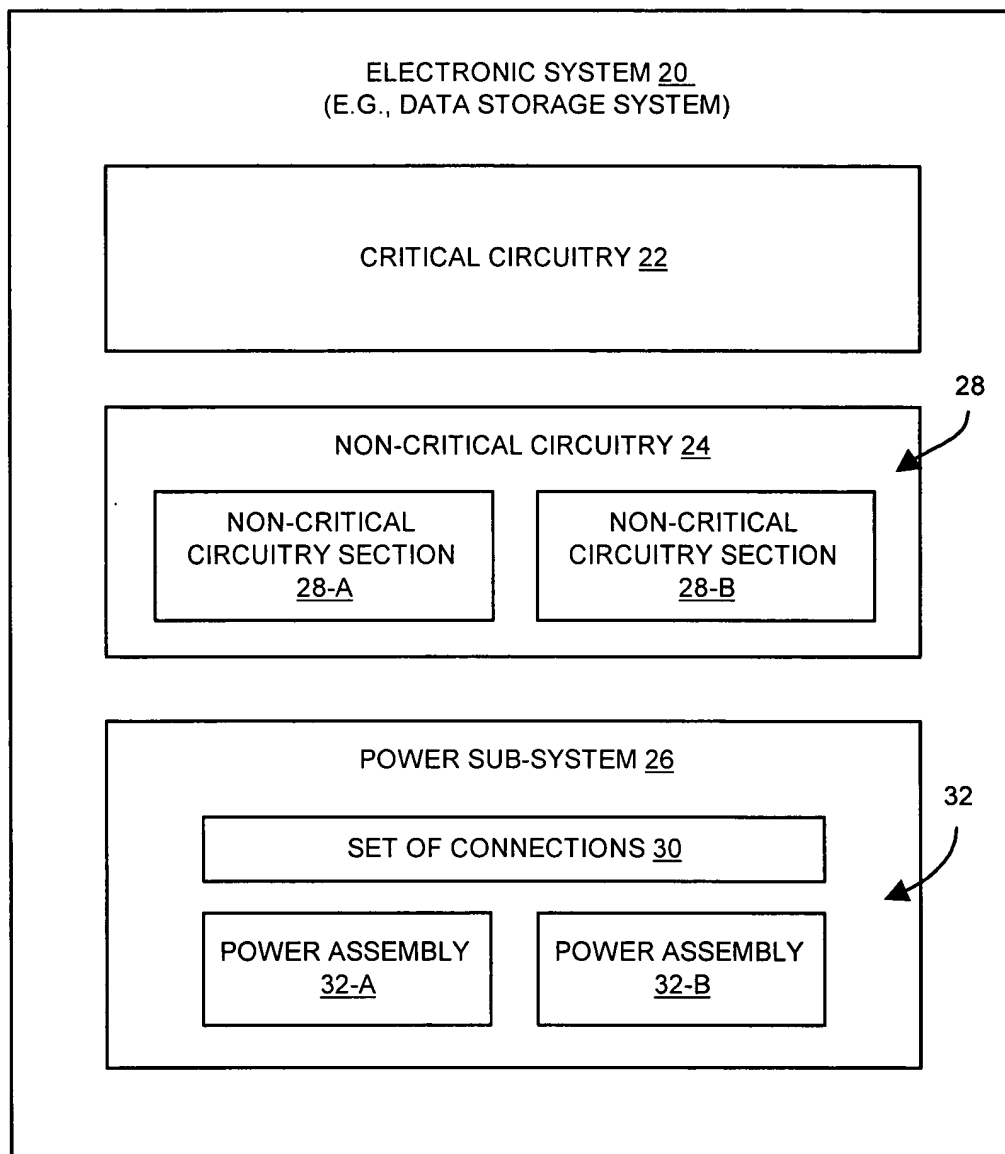 ELECTRONIC SYSTEM 20
(E.G., DATA STORAGE SYSTEM)
CRITICAL CIRCUITRY 22
28
NON-CRITICAL CIRCUITRY 24
NON-CRITICAL
CIRCUITRY SECTION
28-A
NON-CRITICAL
CIRCUITRY SECTION
28-B
POWER SUB-SYSTEM 26
32
SET OF CONNECTIONS 30
POWER ASSEMBLY
32-A
POWER ASSEMBLY
32-B